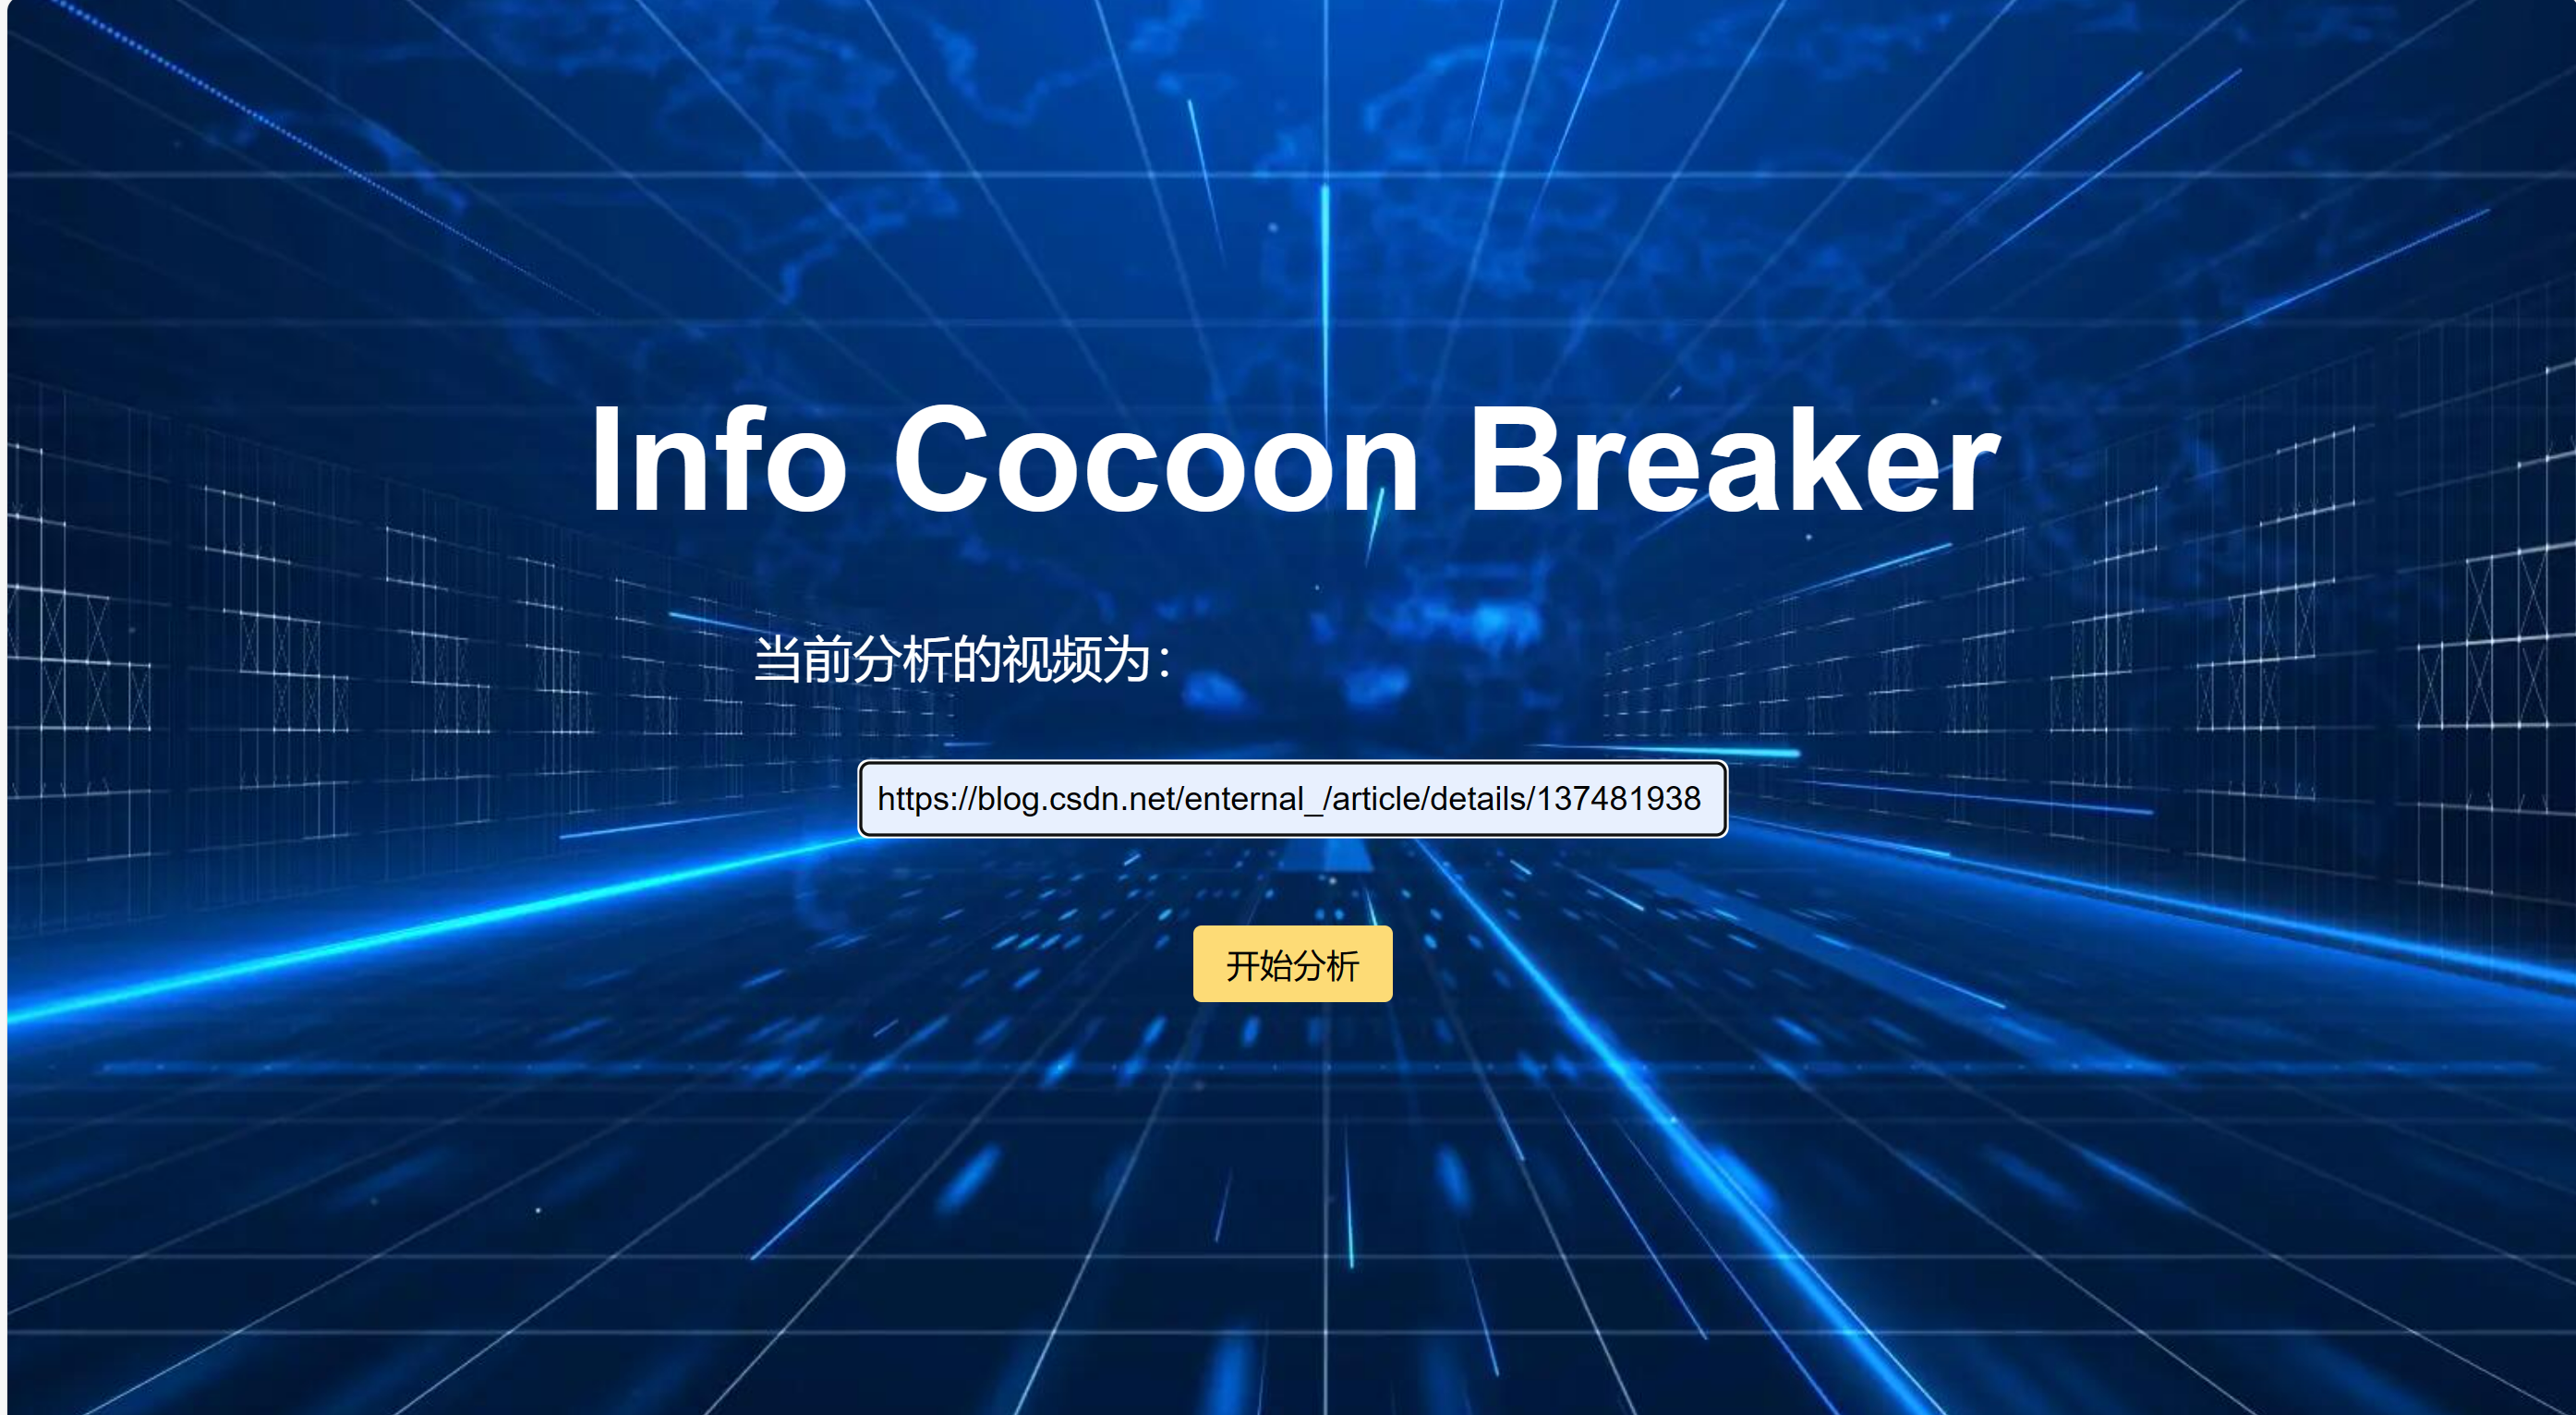 Info Cocoon Breaker
当前分析的视频为：
https://blog.csdn.net/enternal_/article/details/137481938
开始分析